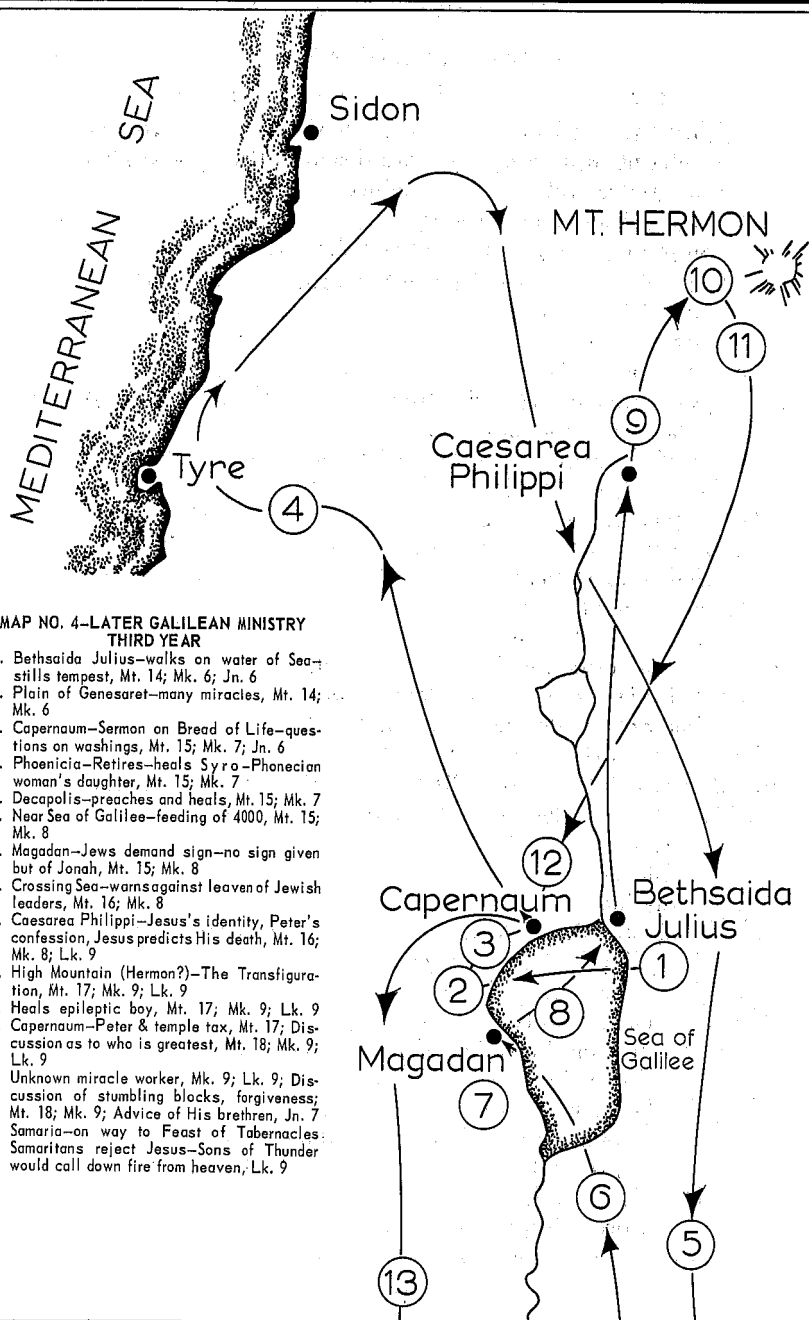 MEDITERRANEAN SEA
Sidon
MT. HERMON
10
11
9
Caesarea
Philippi
Tyre
4
MAP NO. 4–LATER GALILEAN MINISTRY
THIRD YEAR
. Bethsaida Julius–walks on water of Sea–
stills tempest, Mt. 14; Mk. 6; Jn. 6
. Plain of Genesaret–many miracles, Mt. 14;
Mk. 6
. Capernaum–Sermon on Bread of Life–ques-
tions on washings, Mt. 15; Mk. 7; Jn. 6
. Phoenicia–Retires–heals Syro-Phonecian
woman's daughter, Mt. 15; Mk. 7
. Decapolis–preaches and heals, Mt. 15; Mk. 7
. Near Sea of Galilee–feeding of 4000, Mt. 15;
Mk. 8
. Magadan–Jews demand sign–no sign given
but of Jonah, Mt. 15; Mk. 8
. Crossing Sea–warns against leaven of Jewish
leaders, Mt. 16; Mk. 8
. Caesarea Philippi–Jesus's identity, Peter's
confession, Jesus predicts His death, Mt. 16;
Mk. 8; Lk. 9
. High Mountain (Hermon?)–The Transfigura-
tion, Mt. 17; Mk. 9; Lk. 9
Heals epileptic boy, Mt. 17; Mk. 9; Lk. 9
Capernaum–Peter & temple tax, Mt. 17; Dis-
cussion as to who is greatest, Mt. 18; Mk. 9;
Lk. 9
Unknown miracle worker, Mk. 9; Lk. 9; Dis-
cussion of stumbling blocks, forgiveness;
Mt. 18; Mk. 9; Advice of His brethren, Jn. 7
Samaria–on way to Feast of Tabernacles.
Samaritans reject Jesus–Sons of Thunder
would call down fire from heaven, Lk. 9
12
Capernaum
Bethsaida
Julius
3
2
1
8
Sea of
Galilee
Magadan
7
6
5
13